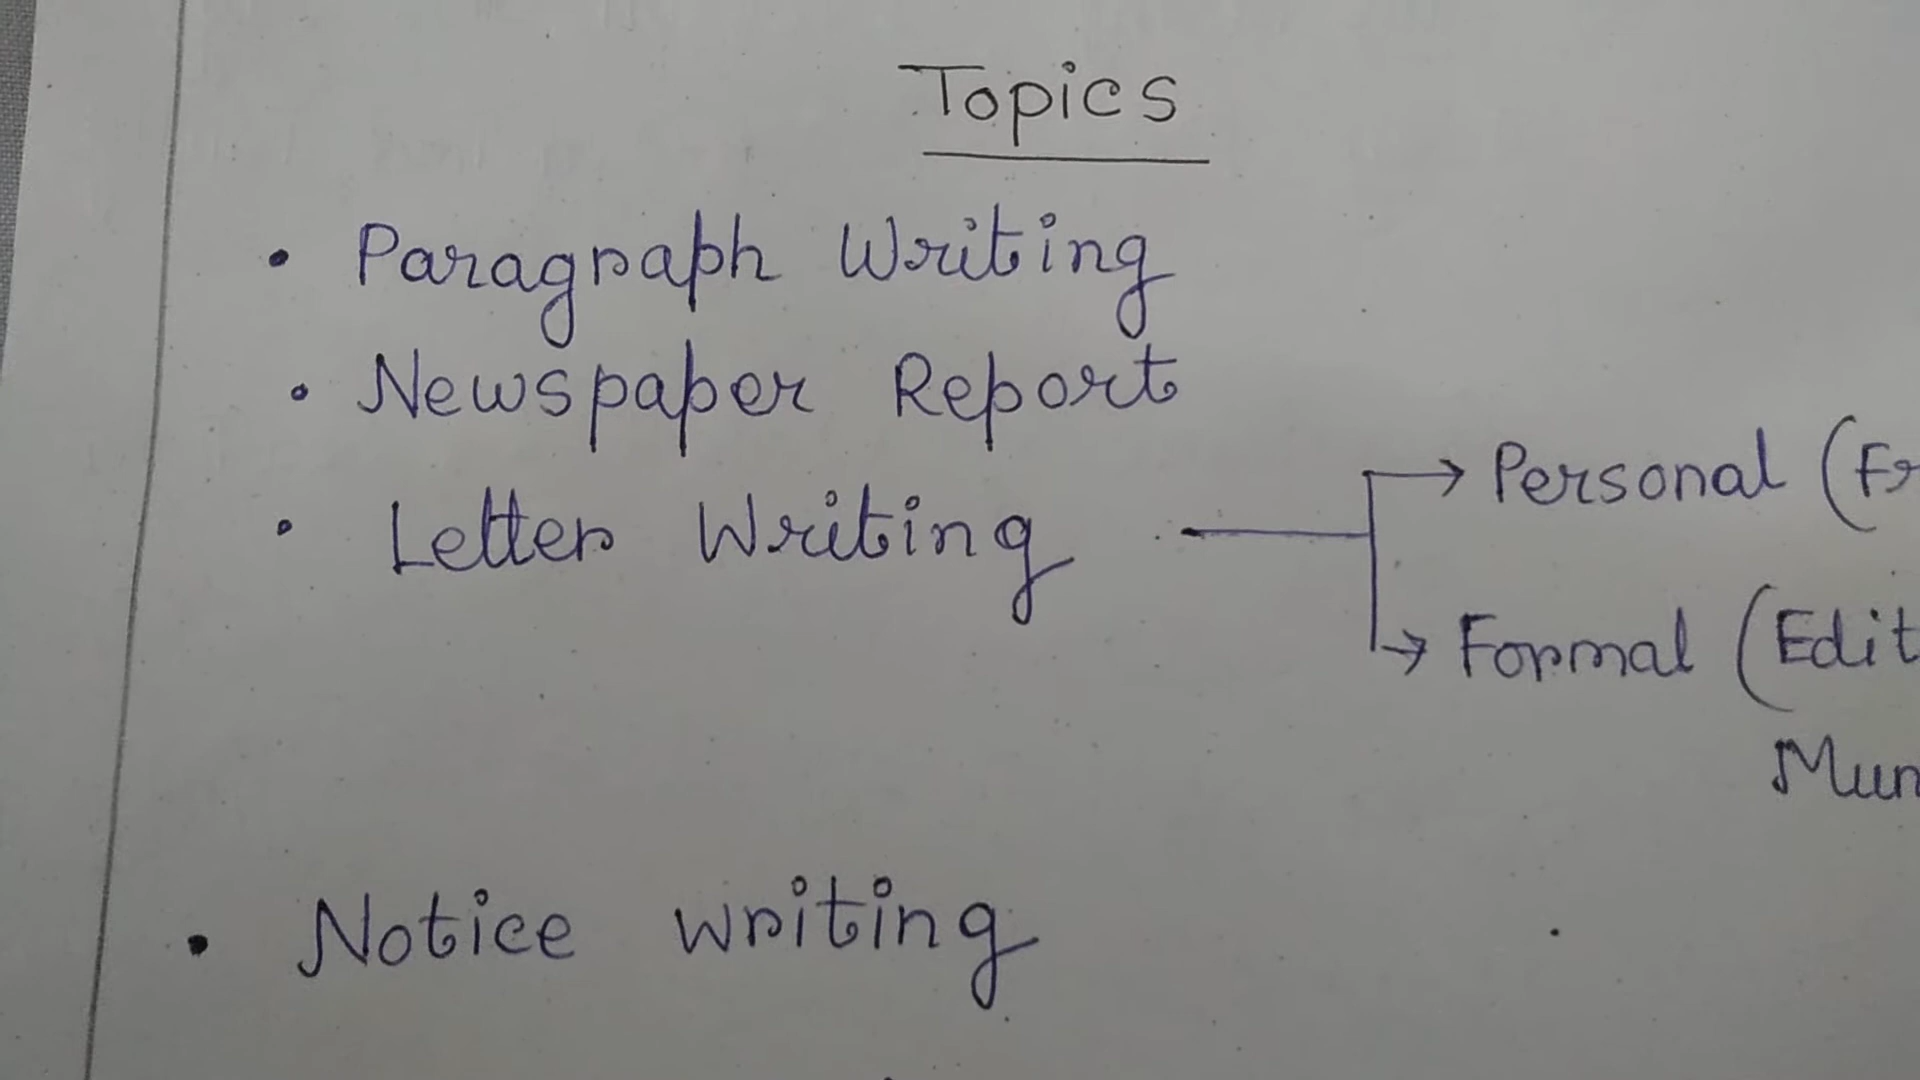 Topics
• Paragraph Writing
• Newspaper Report
• Letter Writing → Personal (
→ Formal (
• Notice writing